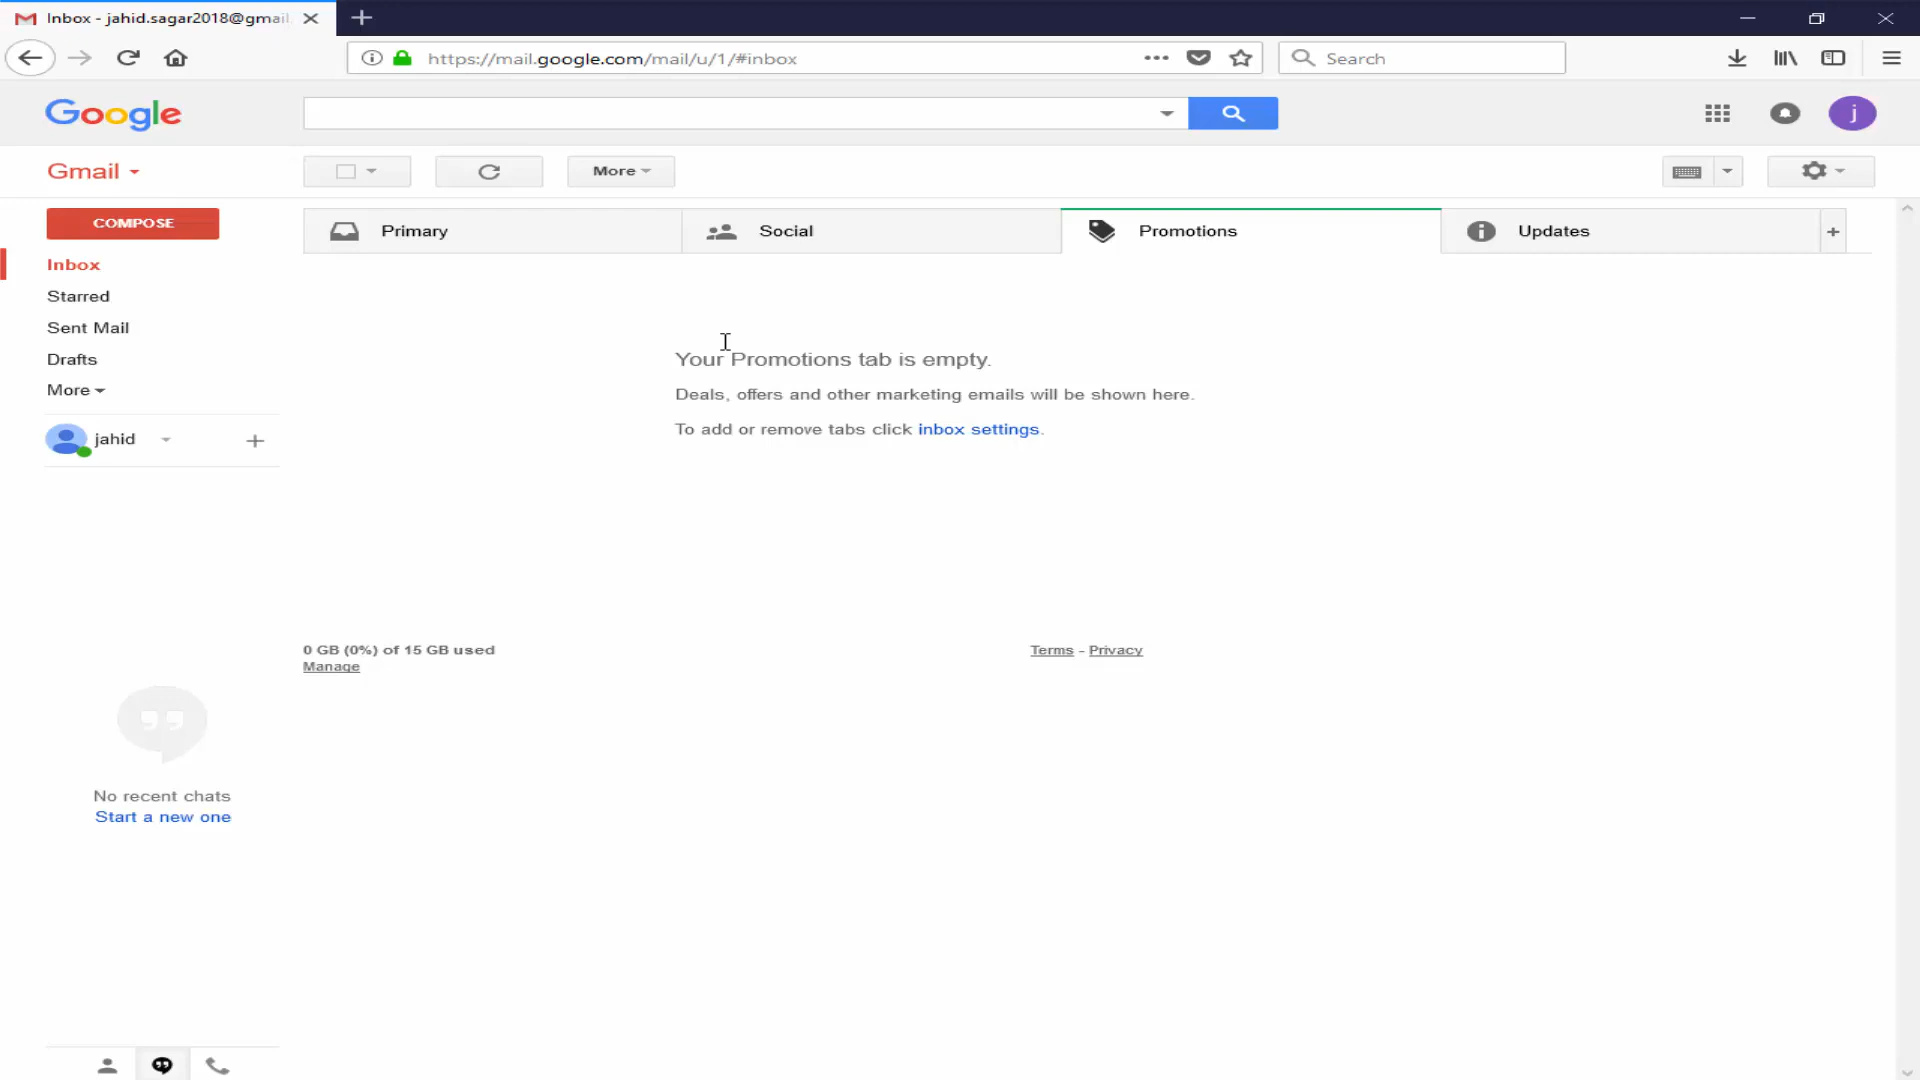 Inbox - jahid.sagar2018@gmail.
https://mail.google.com/mail/u/1/#inbox
Search
Google
j
Gmail
More
COMPOSE
Primary
Social
Promotions
Updates
Inbox
Starred
Sent Mail
Drafts
More
jahid
Your Promotions tab is empty.
Deals, offers and other marketing emails will be shown here.
To add or remove tabs click inbox settings.
0 GB (0%) of 15 GB used
Manage
Terms - Privacy
No recent chats
Start a new one